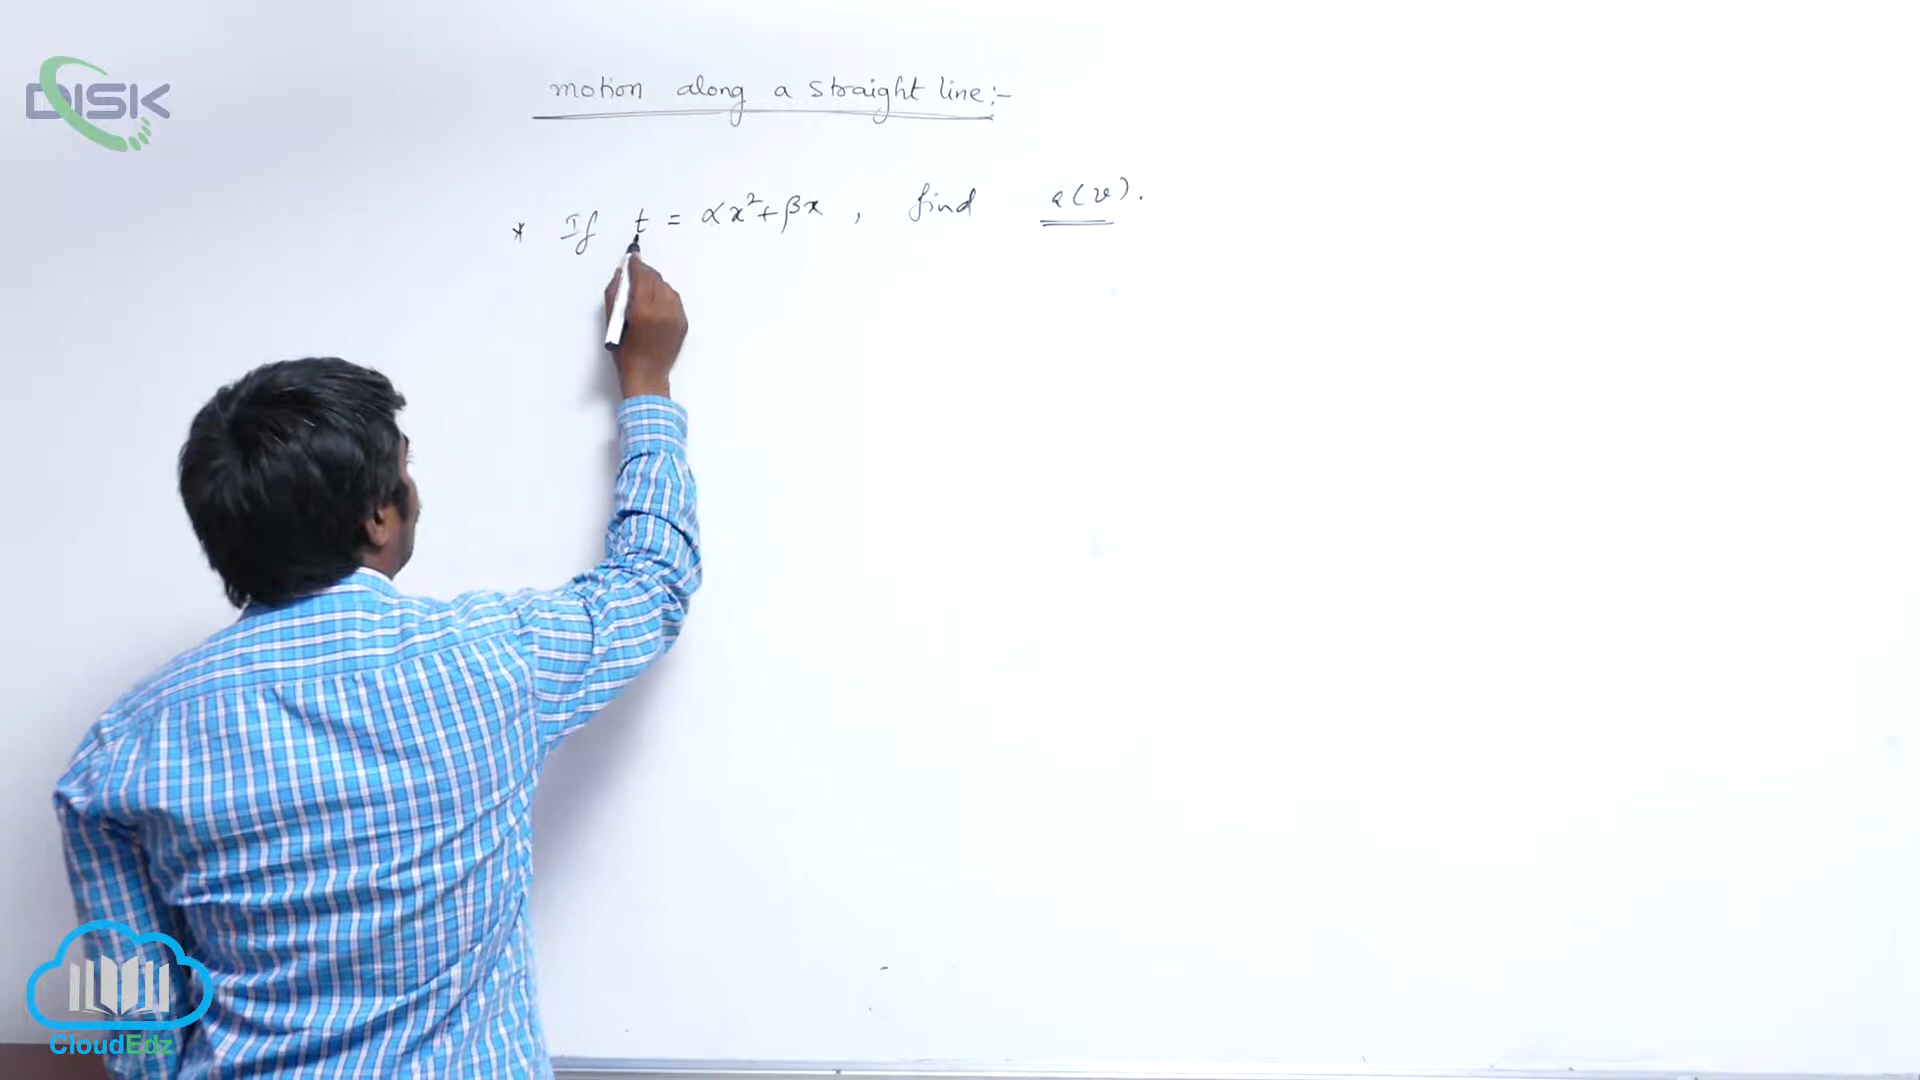 DISK
motion along a straight line:-
* If t = αx²+βx , find a(v).
CloudEdz